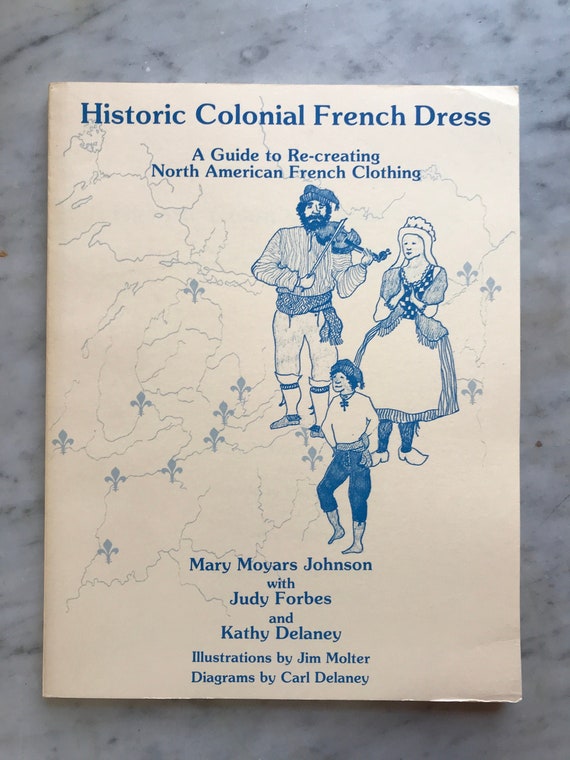 Historic Colonial French Dress
A Guide to Re-creating
North American French Clothing
Mary Moyars Johnson
with
Judy Forbes
and
Kathy Delaney
Illustrations by Jim Molter
Diagrams by Carl Delaney